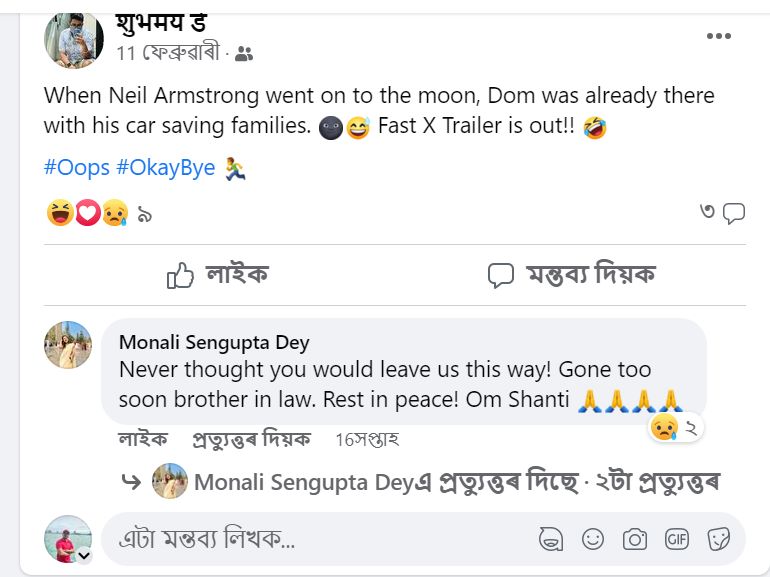 शुभमय डे
11 ফেব্ৰুৱাৰী ·
When Neil Armstrong went on to the moon, Dom was already there
with his car saving families. 🌚😅 Fast X Trailer is out!! 🤣
#Oops #OkayBye 🏃‍♂️
৯
৩
লাইক
মন্তব্য দিয়ক
Monali Sengupta Dey
Never thought you would leave us this way! Gone too
soon brother in law. Rest in peace! Om Shanti 🙏🙏🙏🙏
২
লাইক প্ৰত্যুত্তৰ দিয়ক 16সপ্তাহ
Monali Sengupta Deyএ প্ৰত্যুত্তৰ দিছে · ২টা প্ৰত্যুত্তৰ
এটা মন্তব্য লিখক...
GIF